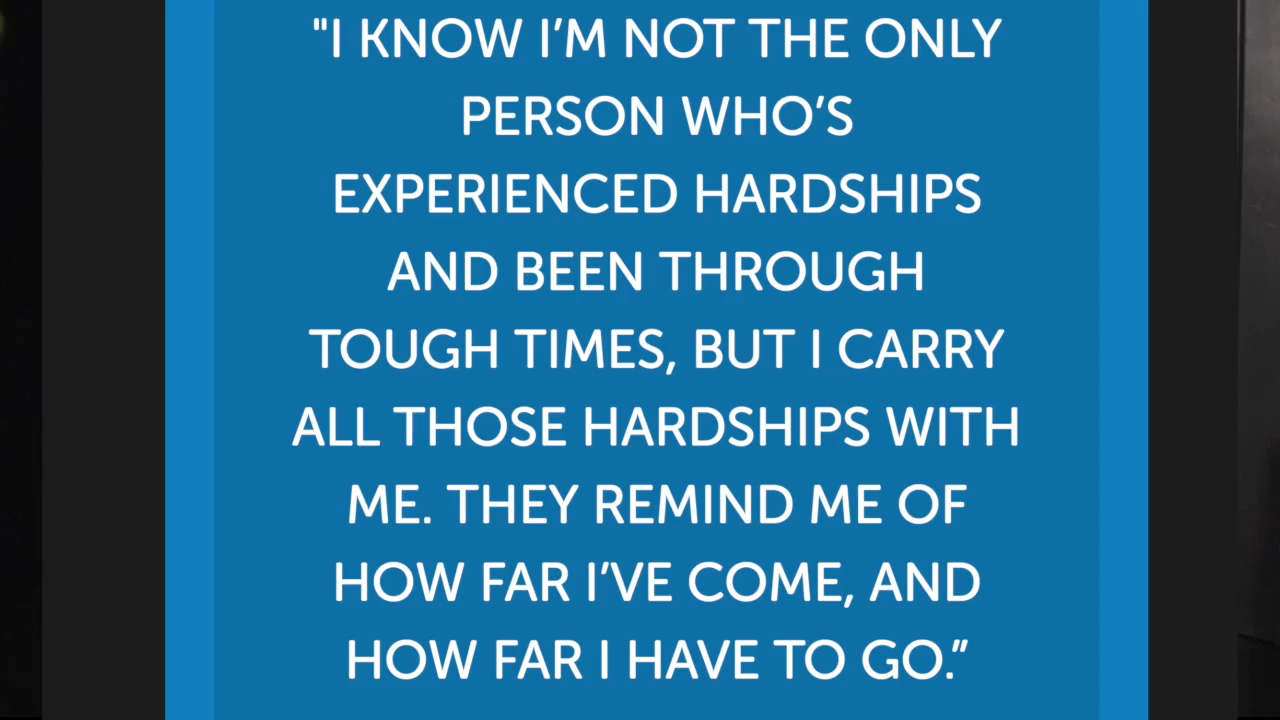 "I KNOW I’M NOT THE ONLY
PERSON WHO’S
EXPERIENCED HARDSHIPS
AND BEEN THROUGH
TOUGH TIMES, BUT I CARRY
ALL THOSE HARDSHIPS WITH
ME. THEY REMIND ME OF
HOW FAR I’VE COME, AND
HOW FAR I HAVE TO GO.”